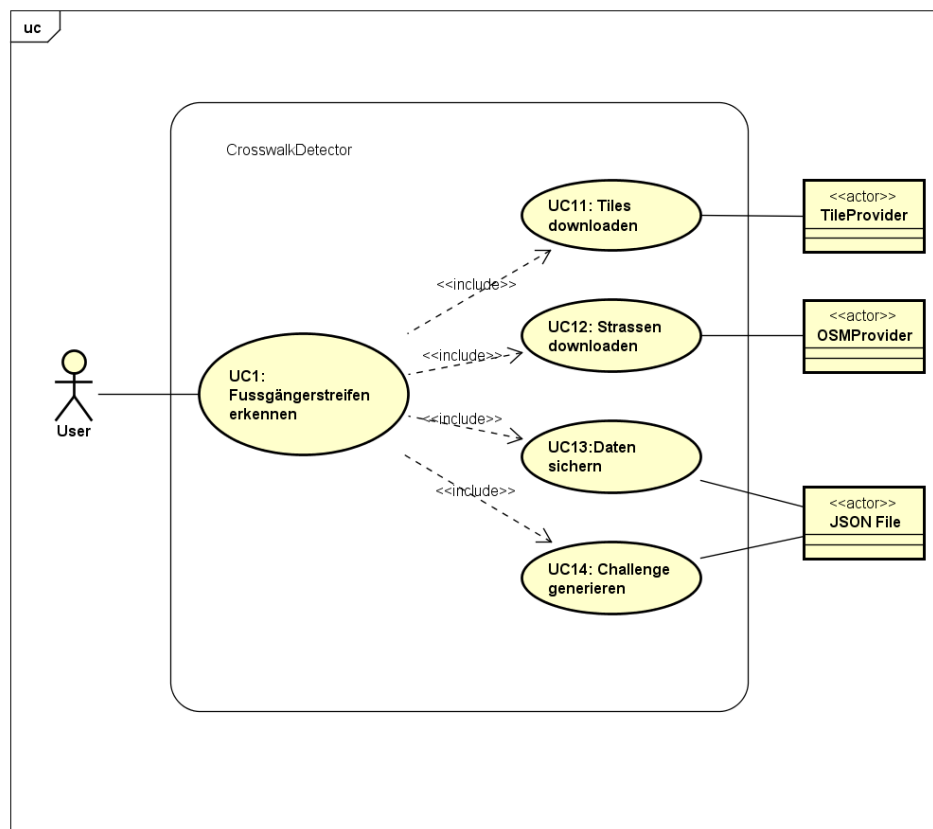 uc
CrosswalkDetector
UC11: Tiles
downloaden
<<actor>>
TileProvider
<<include>>
UC12: Strassen
downloaden
<<actor>>
OSMProvider
<<include>>
UC1:
Fussgängerstreifen
erkennen
User
<<include>>
UC13:Daten
sichern
<<include>>
<<actor>>
JSON File
UC14: Challenge
generieren